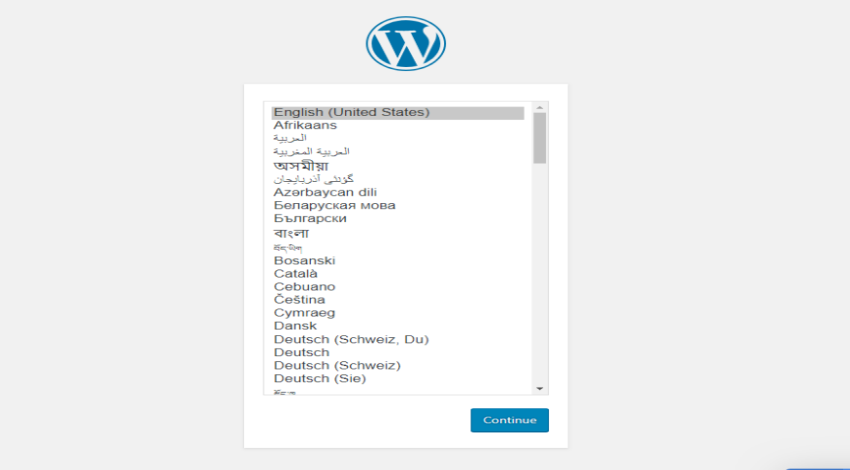 English (United States)
Afrikaans
العربية
العربية المغربية
অসমীয়া
گؤنئی آذربایجان
Azərbaycan dili
Беларуская мова
Български
বাংলা
བོད་ཡིག
Bosanski
Català
Cebuano
Čeština
Cymraeg
Dansk
Deutsch (Schweiz, Du)
Deutsch
Deutsch (Schweiz)
Deutsch (Sie)
Continue